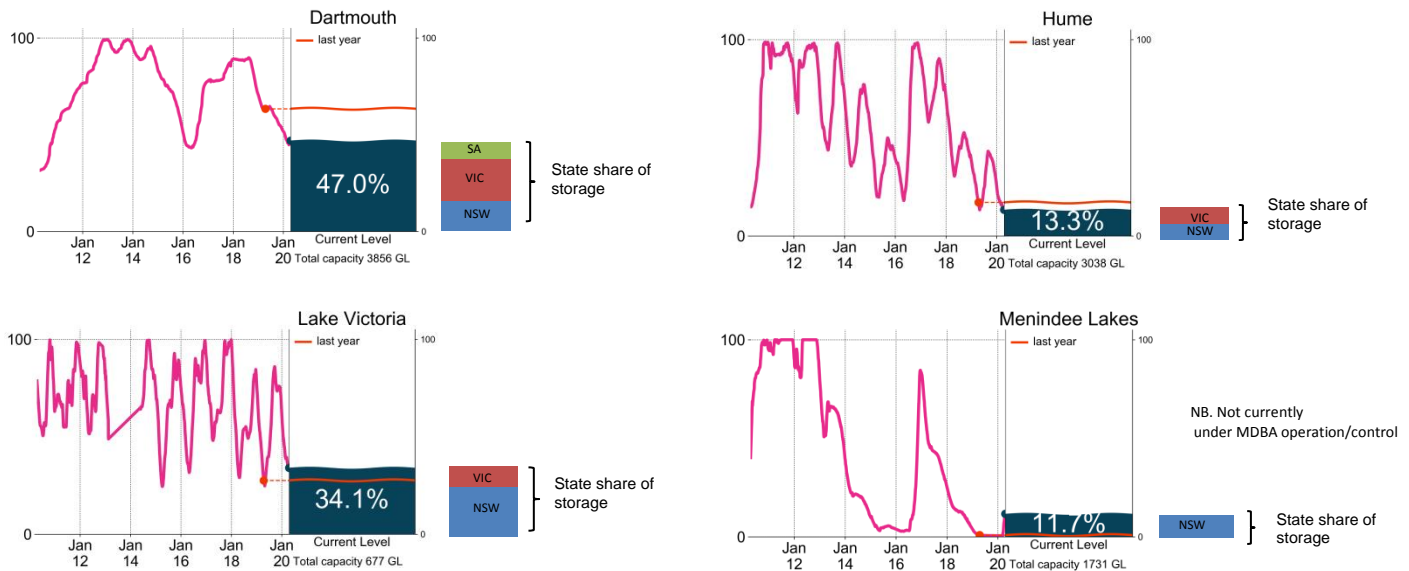 Dartmouth
100
last year
100
47.0%
0
0
Jan Jan Jan Jan Jan
12 14 16 18 20
Current Level
Total capacity 3856 GL
SA
VIC
NSW
State share of
storage
Hume
100
last year
100
13.3%
0
0
Jan Jan Jan Jan Jan
12 14 16 18 20
Current Level
Total capacity 3038 GL
VIC
NSW
State share of
storage
Lake Victoria
100
last year
100
34.1%
0
0
Jan Jan Jan Jan Jan
12 14 16 18 20
Current Level
Total capacity 677 GL
VIC
NSW
State share of
storage
Menindee Lakes
100
last year
100
11.7%
0
0
Jan Jan Jan Jan Jan
12 14 16 18 20
Current Level
Total capacity 1731 GL
NB. Not currently
under MDBA operation/control
NSW
State share of
storage